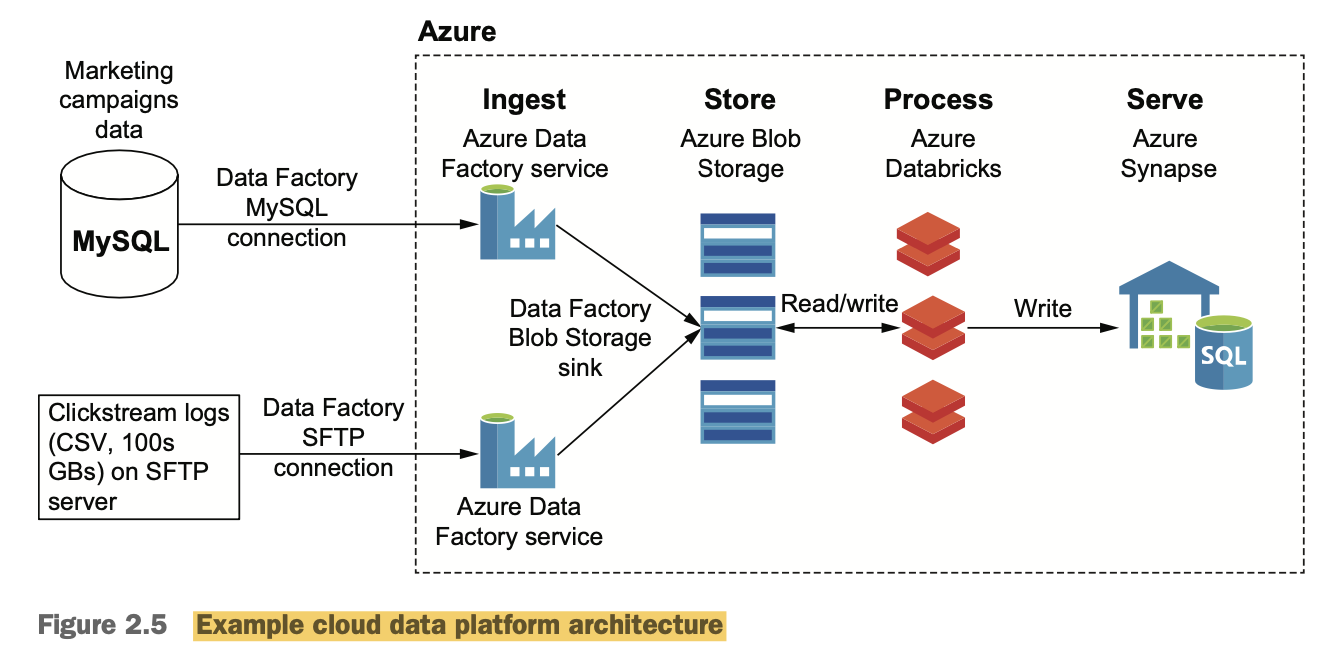 Azure
Marketing
campaigns
data
MySQL
Data Factory
MySQL
connection
Ingest
Azure Data
Factory service
Store
Azure Blob
Storage
Process
Azure
Databricks
Serve
Azure
Synapse
Data Factory
Blob Storage
sink
Read/write
Write
SQL
Clickstream logs
(CSV, 100s
GBs) on SFTP
server
Data Factory
SFTP
connection
Azure Data
Factory service
Figure 2.5 Example cloud data platform architecture